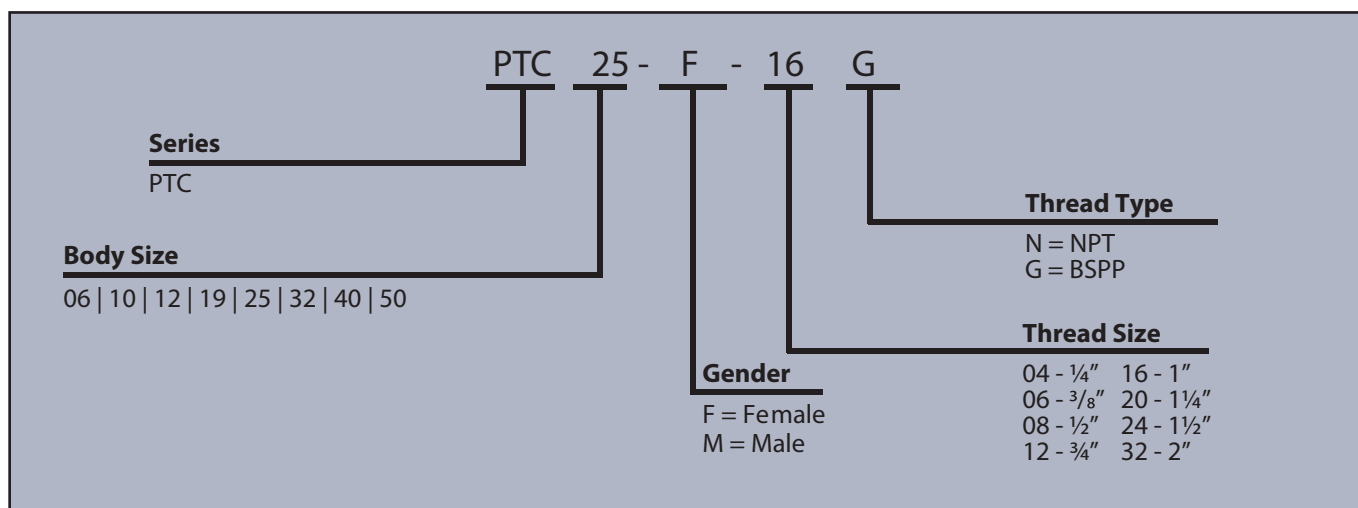 PTC 25 - F - 16 G
Series
PTC
Body Size
06 | 10 | 12 | 19 | 25 | 32 | 40 | 50
Gender
F = Female
M = Male
Thread Type
N = NPT
G = BSPP
Thread Size
04 - ¼" 16 - 1"
06 - ³/₈" 20 - 1¼"
08 - ½" 24 - 1½"
12 - ¾" 32 - 2"